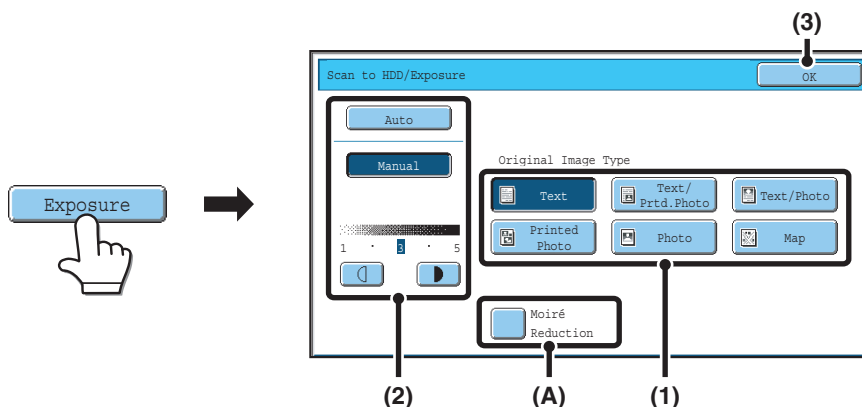 (3)
Scan to HDD/Exposure
OK
Auto
Manual
Original Image Type
Text
Text/
Prtd.Photo
Text/Photo
Exposure
Printed
Photo
Photo
Map
1 · 3 · 5
Moiré
Reduction
(2)
(A)
(1)